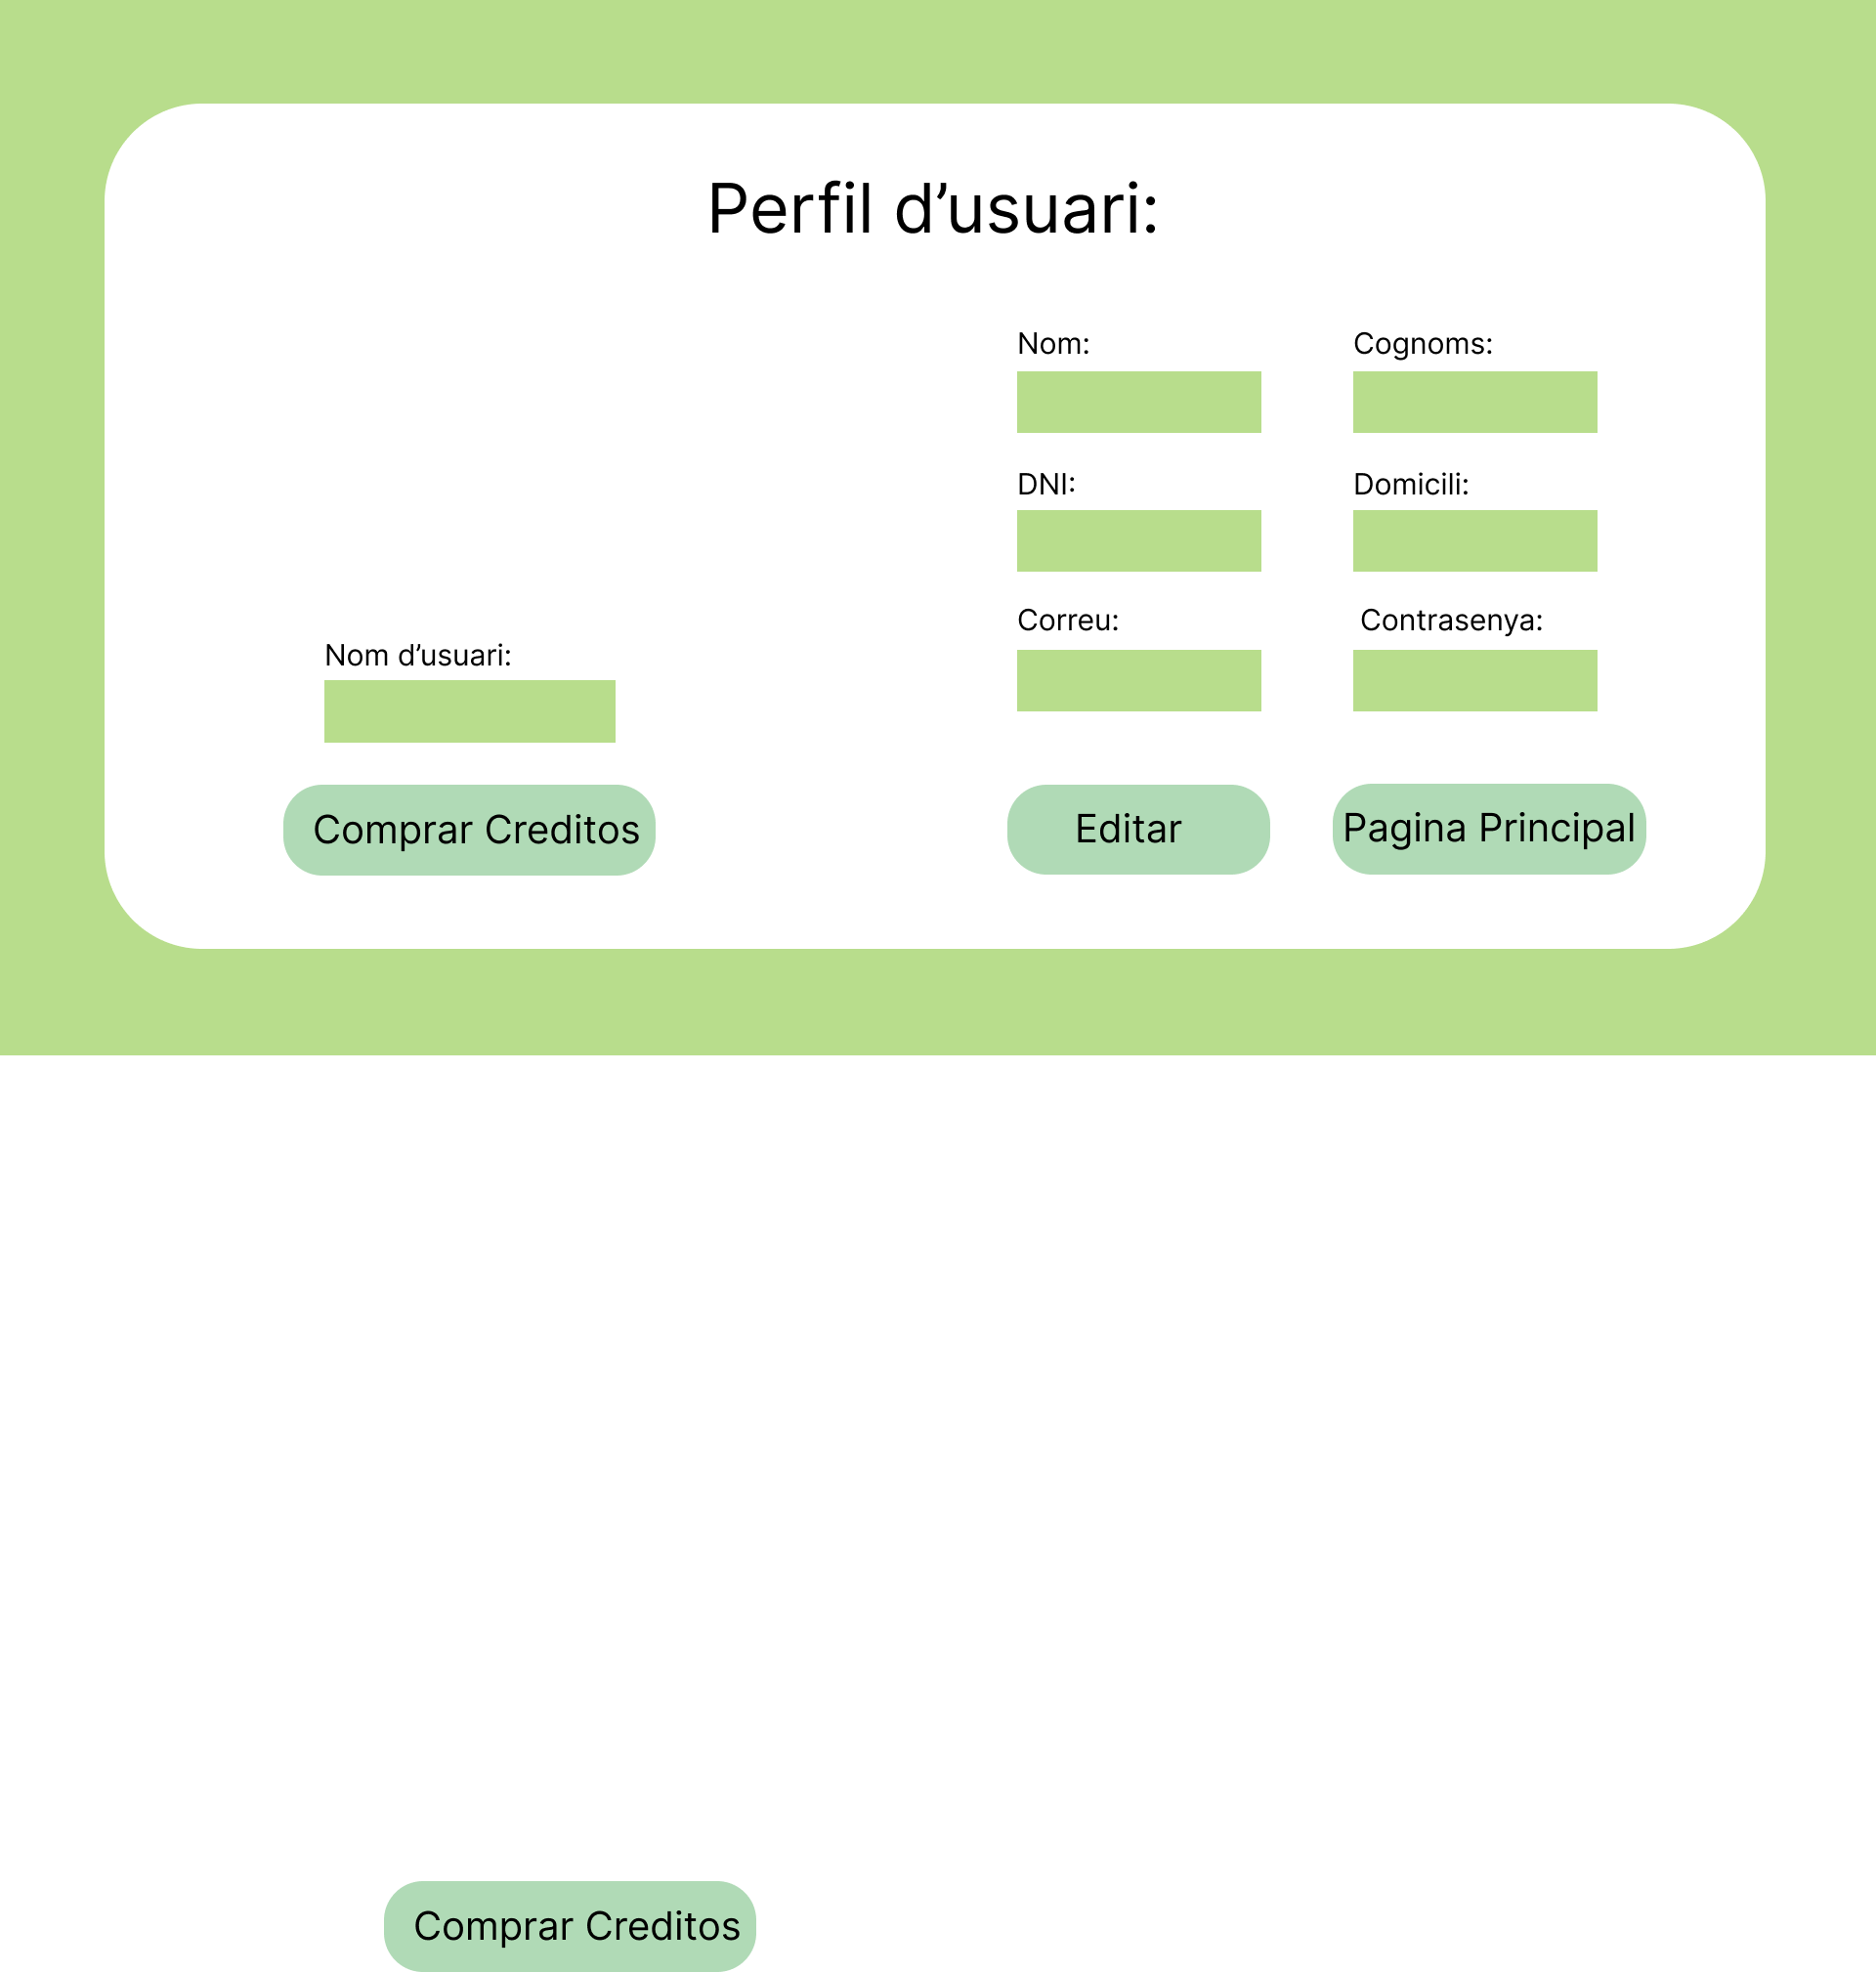 Perfil d’usuari:
Nom:
Cognoms:
DNI:
Domicili:
Correu:
Contrasenya:
Nom d’usuari:
Comprar Creditos
Editar
Pagina Principal
Comprar Creditos